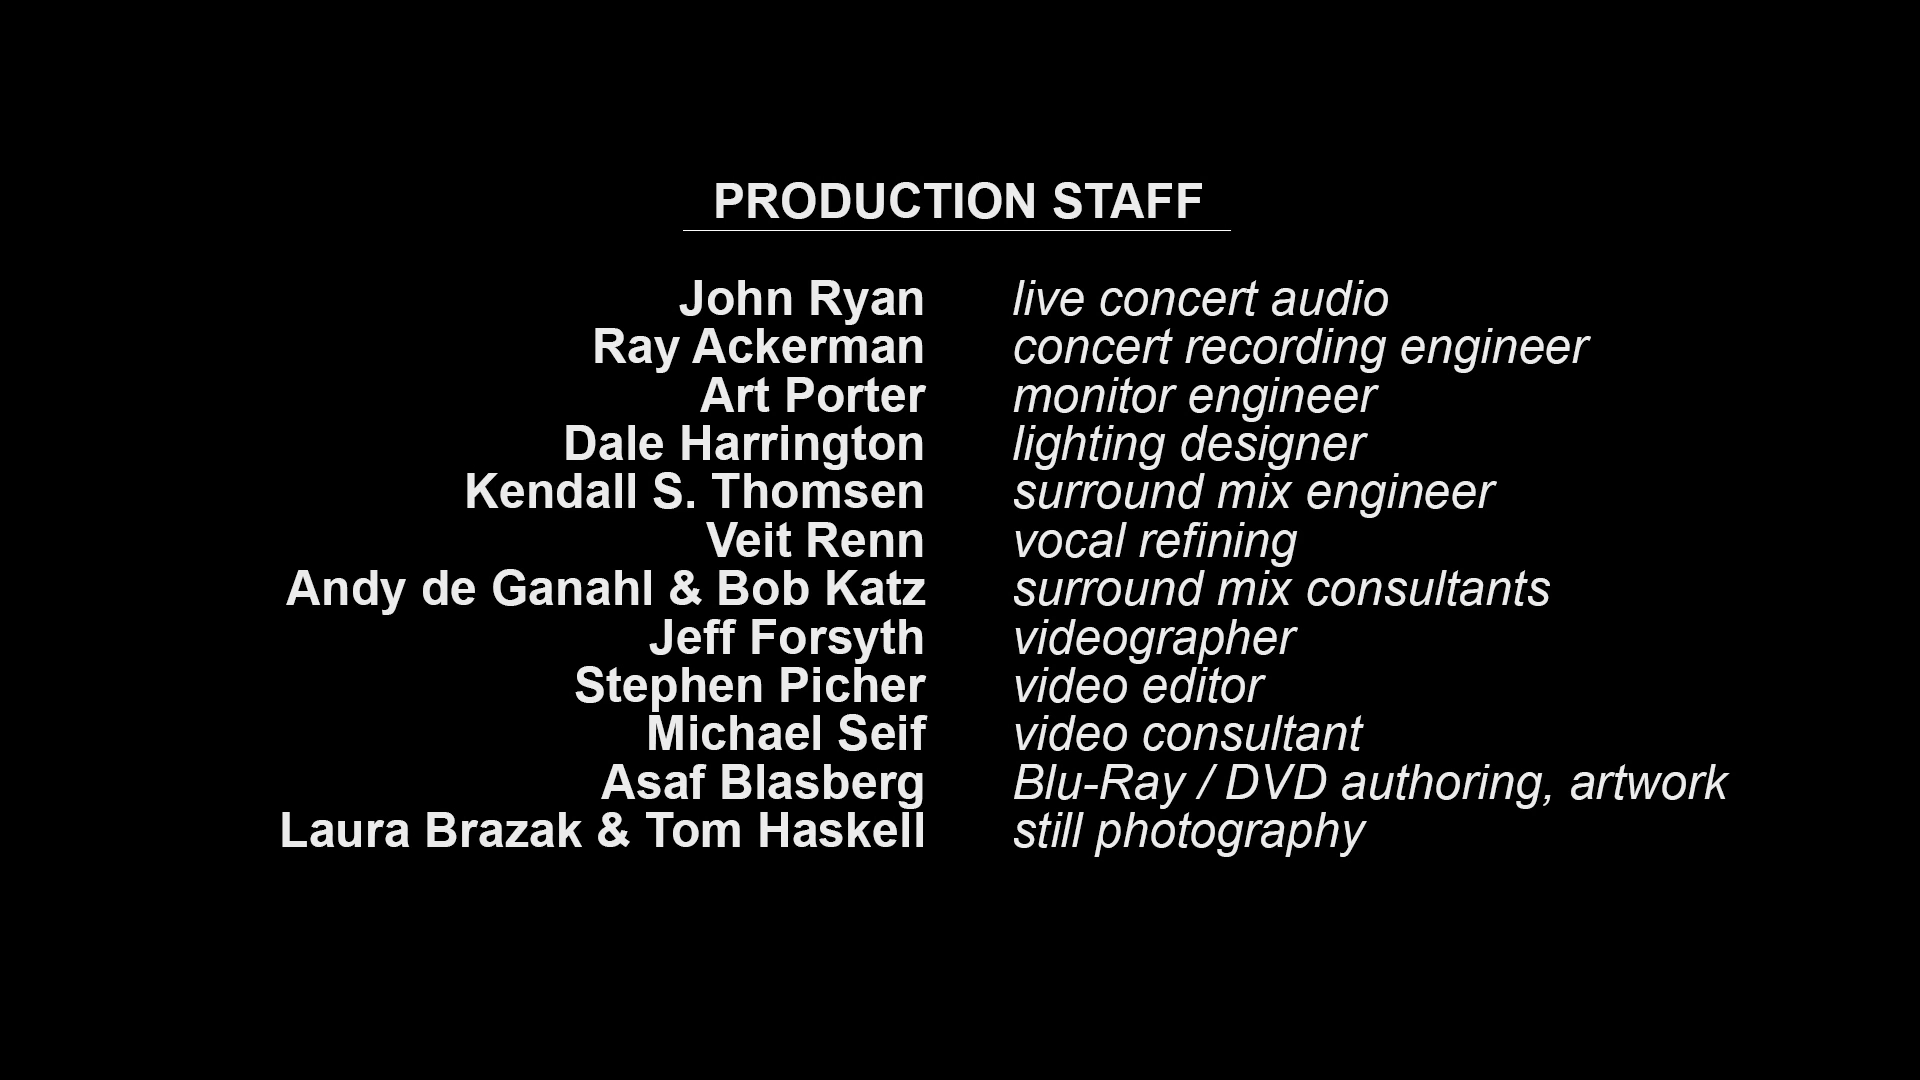 PRODUCTION STAFF
John Ryan live concert audio
Ray Ackerman concert recording engineer
Art Porter monitor engineer
Dale Harrington lighting designer
Kendall S. Thomsen surround mix engineer
Veit Renn vocal refining
Andy de Ganahl & Bob Katz surround mix consultants
Jeff Forsyth videographer
Stephen Picher video editor
Michael Seif video consultant
Asaf Blasberg Blu-Ray / DVD authoring, artwork
Laura Brazak & Tom Haskell still photography